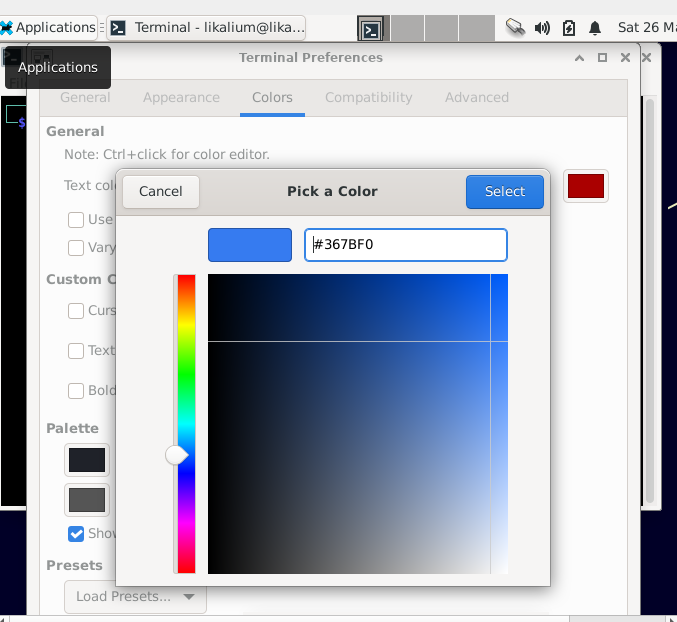 Applications
Terminal - likalium@lika...
Sat 26 Ma
Applications
Terminal Preferences
General
Appearance
Colors
Compatibility
Advanced
$
General
Note: Ctrl+click for color editor.
Text colo
Cancel
Pick a Color
Select
Use
Vary
#367BF0
Custom C
Curs
Text
Bold
Palette
Show
Presets
Load Presets...